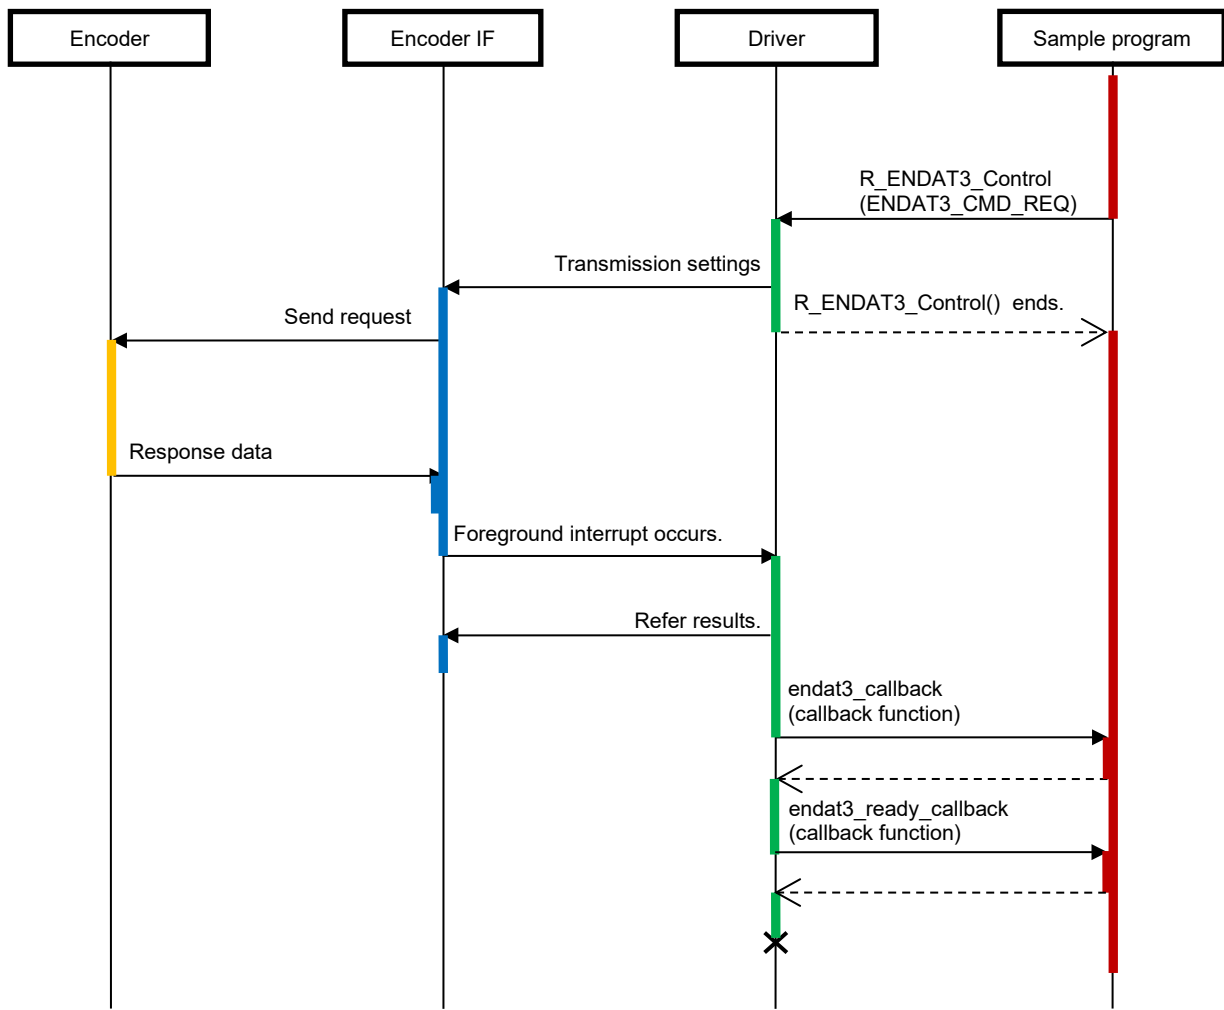 Encoder
Encoder IF
Driver
Sample program
R_ENDAT3_Control
(ENDAT3_CMD_REQ)
Transmission settings
R_ENDAT3_Control()  ends.
Send request
Response data
Foreground interrupt occurs.
Refer results.
endat3_callback
(callback function)
endat3_ready_callback
(callback function)